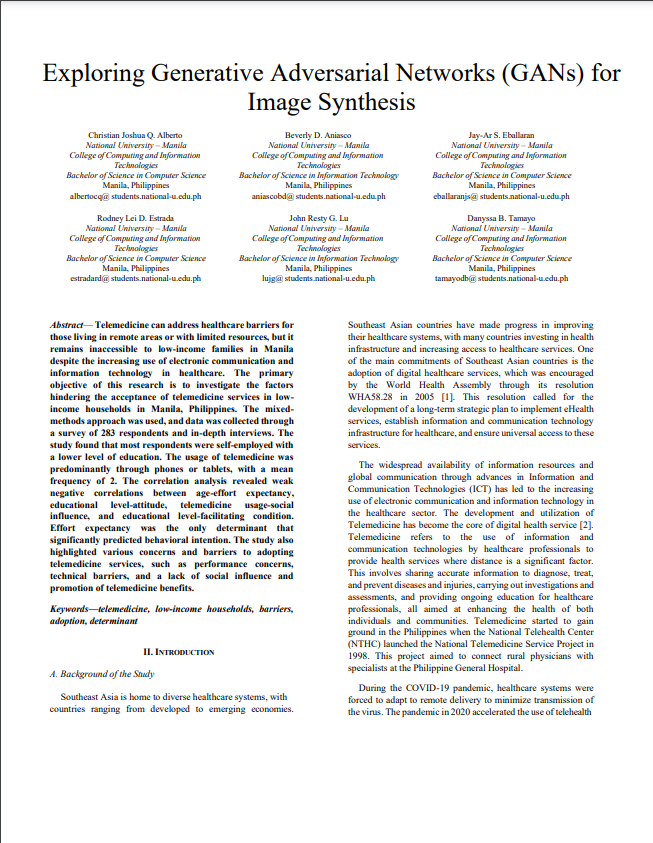 Exploring Generative Adversarial Networks (GANs) for
Image Synthesis
Christian Joshua Q. Alberto
National University – Manila
College of Computing and Information
Technologies
Bachelor of Science in Computer Science
Manila, Philippines
albertocq@ students.national-u.edu.ph
Beverly D. Aniasco
National University – Manila
College of Computing and Information
Technologies
Bachelor of Science in Information Technology
Manila, Philippines
aniascobd@ students.national-u.edu.ph
Jay-Ar S. Eballaran
National University – Manila
College of Computing and Information
Technologies
Bachelor of Science in Computer Science
Manila, Philippines
eballaranjs@ students.national-u.edu.ph
Rodney Lei D. Estrada
National University – Manila
College of Computing and Information
Technologies
Bachelor of Science in Computer Science
Manila, Philippines
estradard@ students.national-u.edu.ph
John Resty G. Lu
National University – Manila
College of Computing and Information
Technologies
Bachelor of Science in Information Technology
Manila, Philippines
lujg@ students.national-u.edu.ph
Danyssa B. Tamayo
National University – Manila
College of Computing and Information
Technologies
Bachelor of Science in Computer Science
Manila, Philippines
tamayodb@ students.national-u.edu.ph
Abstract— Telemedicine can address healthcare barriers for
those living in remote areas or with limited resources, but it
remains inaccessible to low-income families in Manila
despite the increasing use of electronic communication and
information technology in healthcare. The primary
objective of this research is to investigate the factors
hindering the acceptance of telemedicine services in low-
income households in Manila, Philippines. The mixed-
methods approach was used, and data was collected through
a survey of 283 respondents and in-depth interviews. The
study found that most respondents were self-employed with
a lower level of education. The usage of telemedicine was
predominantly through phones or tablets, with a mean
frequency of 2. The correlation analysis revealed weak
negative correlations between age-effort expectancy,
educational level-attitude, telemedicine usage-social
influence, and educational level-facilitating condition.
Effort expectancy was the only determinant that
significantly predicted behavioral intention. The study also
highlighted various concerns and barriers to adopting
telemedicine services, such as performance concerns,
technical barriers, and a lack of social influence and
promotion of telemedicine benefits.
Keywords—telemedicine, low-income households, barriers,
adoption, determinant
II. INTRODUCTION
A. Background of the Study
Southeast Asia is home to diverse healthcare systems, with
countries ranging from developed to emerging economies.
Southeast Asian countries have made progress in improving
their healthcare systems, with many countries investing in health
infrastructure and increasing access to healthcare services. One
of the main commitments of Southeast Asian countries is the
adoption of digital healthcare services, which was encouraged
by the World Health Assembly through its resolution
WHA58.28 in 2005 [1]. This resolution called for the
development of a long-term strategic plan to implement eHealth
services, establish information and communication technology
infrastructure for healthcare, and ensure universal access to these
services.
The widespread availability of information resources and
global communication through advances in Information and
Communication Technologies (ICT) has led to the increasing
use of electronic communication and information technology in
the healthcare sector. The development and utilization of
Telemedicine has become the core of digital health service [2].
Telemedicine refers to the use of information and
communication technologies by healthcare professionals to
provide health services where distance is a significant factor.
This involves sharing accurate information to diagnose, treat,
and prevent diseases and injuries, carrying out investigations and
assessments, and providing ongoing education for healthcare
professionals, all aimed at enhancing the health of both
individuals and communities. Telemedicine started to gain
ground in the Philippines when the National Telehealth Center
(NTHC) launched the National Telemedicine Service Project in
1998. This project aimed to connect rural physicians with
specialists at the Philippine General Hospital.
During the COVID-19 pandemic, healthcare systems were
forced to adapt to remote delivery to minimize transmission of
the virus. The pandemic in 2020 accelerated the use of telehealth